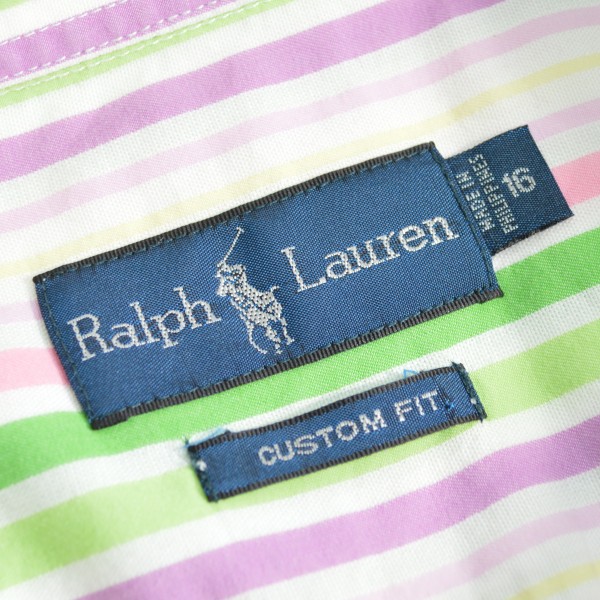 Ralph Lauren
MADE IN
PHILIPPINES
16
CUSTOM FIT